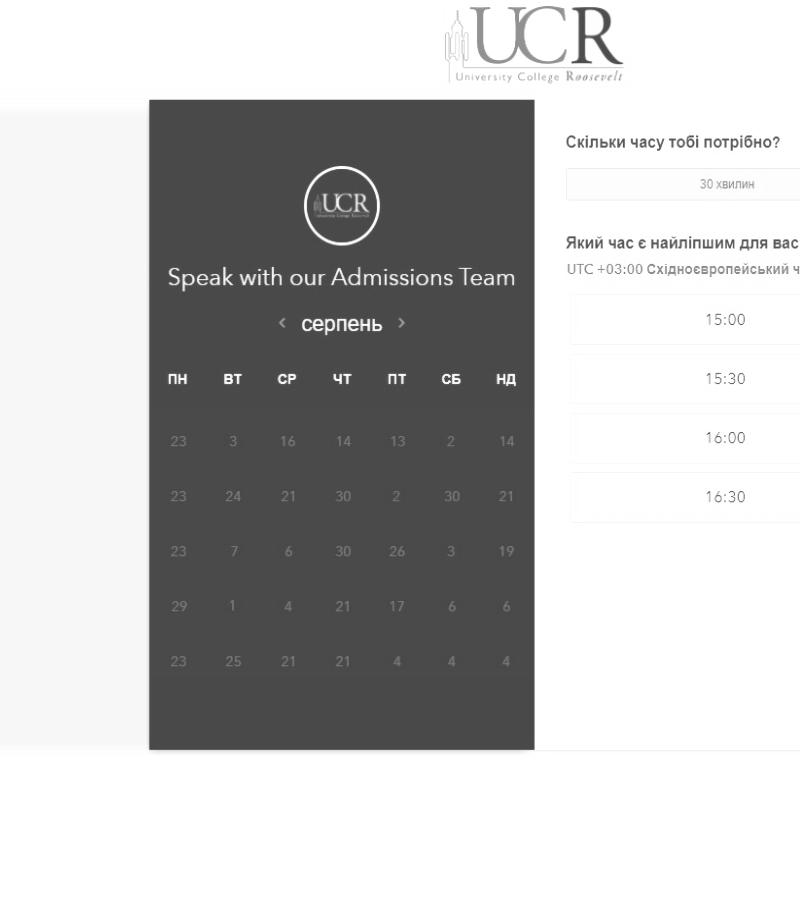 UCR
University College Roosevelt
UCR
Speak with our Admissions Team
серпень
ПН ВТ СР ЧТ ПТ СБ НД
23 3 16 14 13 2 14
23 24 21 30 2 30 21
23 7 6 30 26 3 19
29 1 4 21 17 6 6
23 25 21 21 4 4 4
Скільки часу тобі потрібно?
30 хвилин
Який час є найліпшим для вас
UTC +03:00 Східноєвропейський ч
15:00
15:30
16:00
16:30